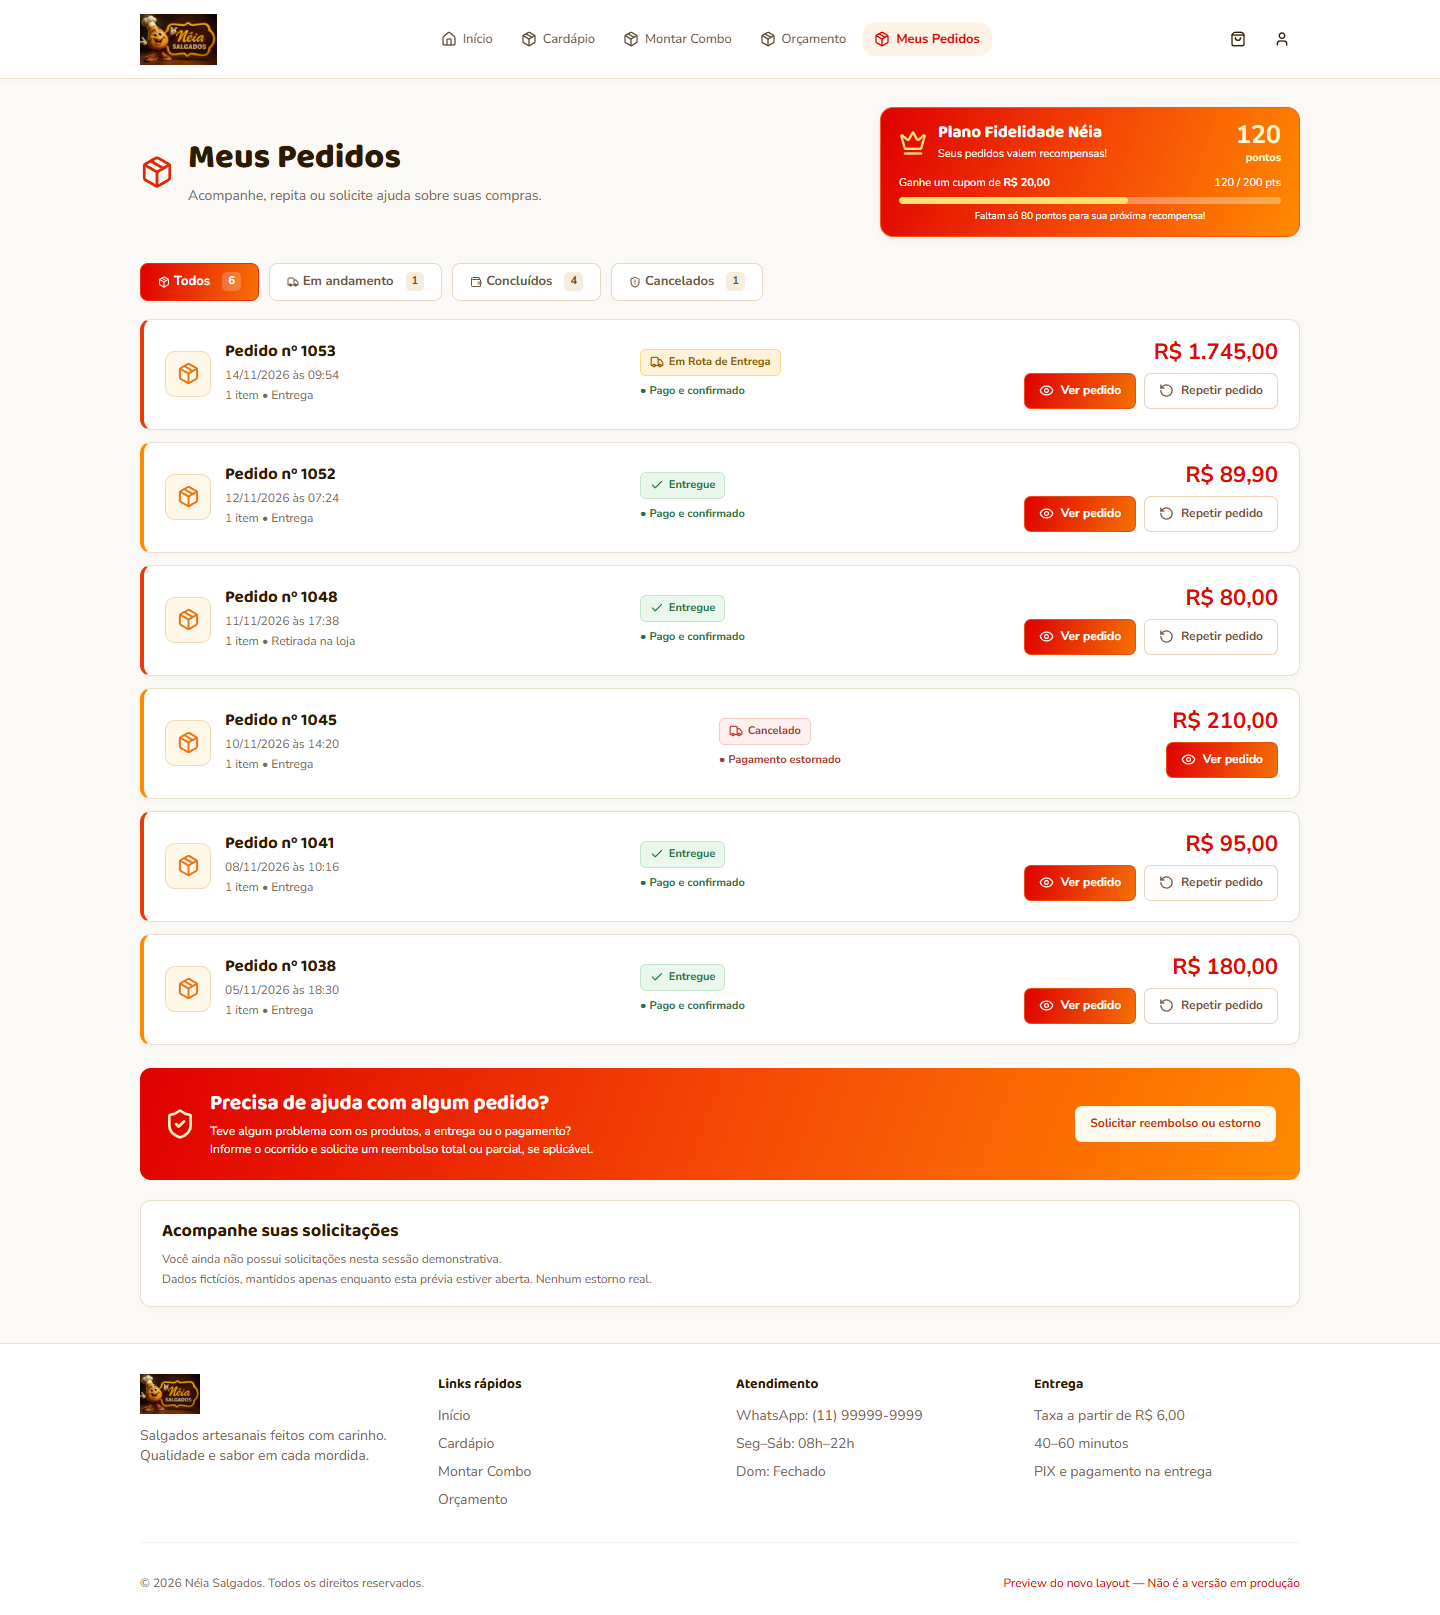 Néia
SALGADOS
Início
Cardápio
Montar Combo
Orçamento
Meus Pedidos
Meus Pedidos
Acompanhe, repita ou solicite ajuda sobre suas compras.
Plano Fidelidade Néia
Seus pedidos valem recompensas!
120
pontos
Ganhe um cupom de R$ 20,00
120 / 200 pts
Faltam só 80 pontos para sua próxima recompensa!
Todos 6
Em andamento 1
Concluídos 4
Cancelados 1
Pedido nº 1053
14/11/2026 às 09:54
1 item • Entrega
Em Rota de Entrega
• Pago e confirmado
R$ 1.745,00
Ver pedido
Repetir pedido
Pedido nº 1052
12/11/2026 às 07:24
1 item • Entrega
Entregue
• Pago e confirmado
R$ 89,90
Ver pedido
Repetir pedido
Pedido nº 1048
11/11/2026 às 17:38
1 item • Retirada na loja
Entregue
• Pago e confirmado
R$ 80,00
Ver pedido
Repetir pedido
Pedido nº 1045
10/11/2026 às 14:20
1 item • Entrega
Cancelado
• Pagamento estornado
R$ 210,00
Ver pedido
Pedido nº 1041
08/11/2026 às 10:16
1 item • Entrega
Entregue
• Pago e confirmado
R$ 95,00
Ver pedido
Repetir pedido
Pedido nº 1038
05/11/2026 às 18:30
1 item • Entrega
Entregue
• Pago e confirmado
R$ 180,00
Ver pedido
Repetir pedido
Precisa de ajuda com algum pedido?
Teve algum problema com os produtos, a entrega ou o pagamento?
Informe o ocorrido e solicite um reembolso total ou parcial, se aplicável.
Solicitar reembolso ou estorno
Acompanhe suas solicitações
Você ainda não possui solicitações nesta sessão demonstrativa.
Dados fictícios, mantidos apenas enquanto esta prévia estiver aberta. Nenhum estorno real.
Néia
SALGADOS
Salgados artesanais feitos com carinho.
Qualidade e sabor em cada mordida.
Links rápidos
Início
Cardápio
Montar Combo
Orçamento
Atendimento
WhatsApp: (11) 99999-9999
Seg–Sáb: 08h–22h
Dom: Fechado
Entrega
Taxa a partir de R$ 6,00
40–60 minutos
PIX e pagamento na entrega
© 2026 Néia Salgados. Todos os direitos reservados.
Preview do novo layout — Não é a versão em produção